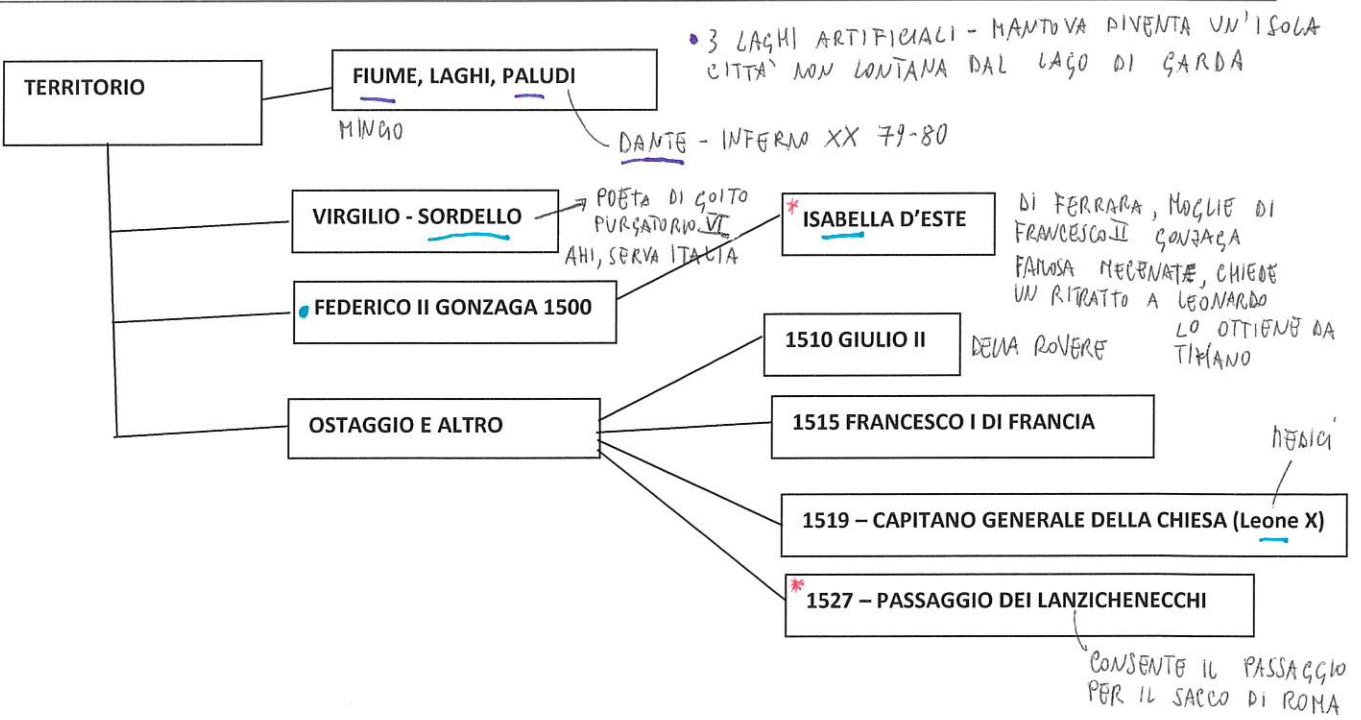 • 3 LAGHI ARTIFICIALI - MANTOVA DIVENTA UN'ISOLA
CITTA' NON LONTANA DAL LAGO DI GARDA
TERRITORIO
FIUME, LAGHI, PALUDI
MINCIO
DANTE - INFERNO XX 79-80
VIRGILIO - SORDELLO
POETA DI GOITO
PURGATORIO VI
AHI, SERVA ITALIA
* ISABELLA D'ESTE
DI FERRARA, MOGLIE DI
FRANCESCO II GONZAGA
FAMOSA MECENATE, CHIEDE
UN RITRATTO A LEONARDO
LO OTTIENE DA
TIZIANO
• FEDERICO II GONZAGA 1500
1510 GIULIO II
DELLA ROVERE
OSTAGGIO E ALTRO
1515 FRANCESCO I DI FRANCIA
MEDICI
1519 – CAPITANO GENERALE DELLA CHIESA (Leone X)
* 1527 – PASSAGGIO DEI LANZICHENECCHI
CONSENTE IL PASSAGGIO
PER IL SACCO DI ROMA